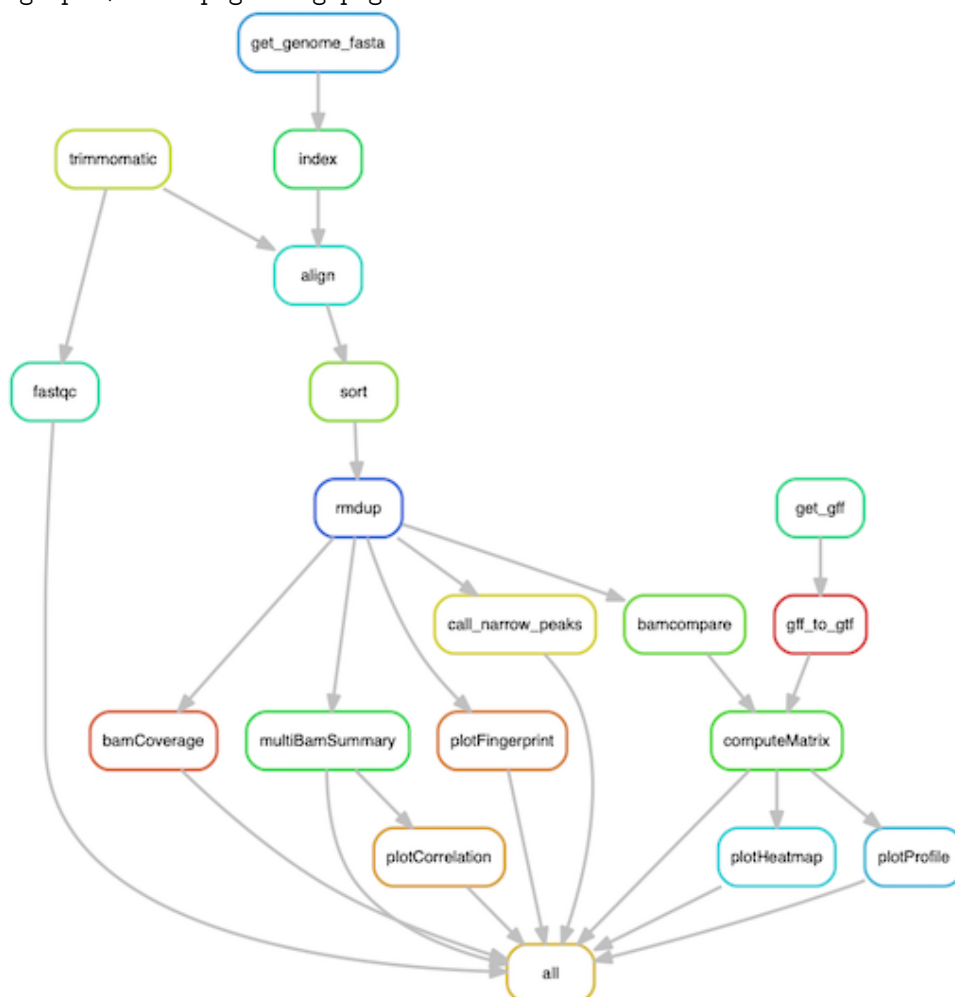 get_genome_fasta
trimmomatic
index
align
fastqc
sort
rmdup
get_gff
call_narrow_peaks
bamcompare
gff_to_gtf
bamCoverage
multiBamSummary
plotFingerprint
computeMatrix
plotCorrelation
plotHeatmap
plotProfile
all